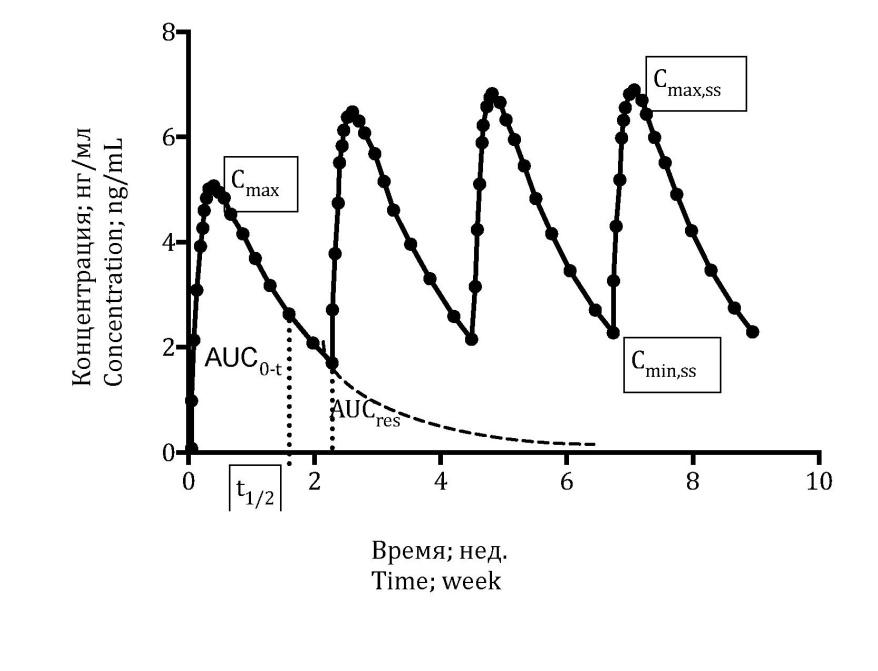 8
6
4
2
0
Концентрация; нг/мл
Concentration; ng/mL
Cmax
Cmax,ss
Cmin,ss
AUC0-t
AUCres
t1/2
0 2 4 6 8 10
Время; нед.
Time; week